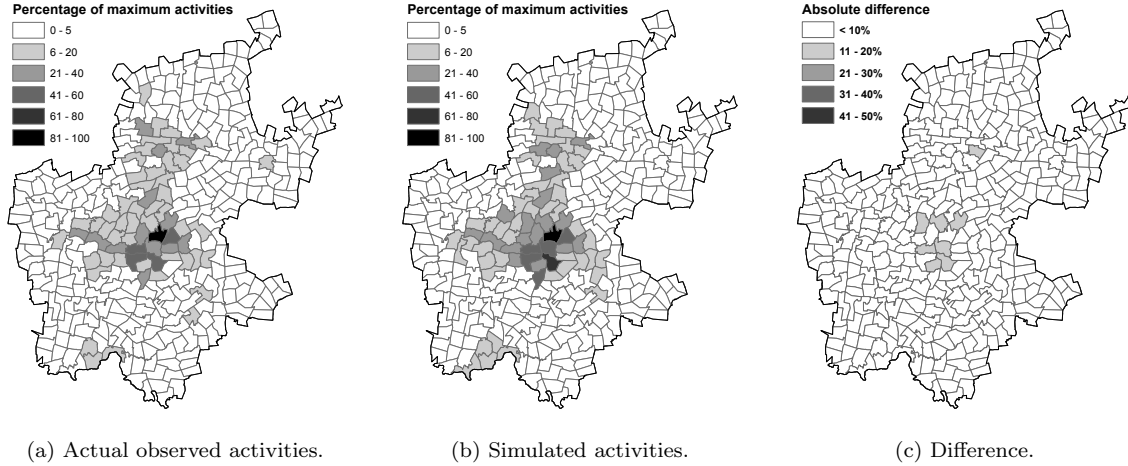 Percentage of maximum activities
0 - 5
6 - 20
21 - 40
41 - 60
61 - 80
81 - 100
Percentage of maximum activities
0 - 5
6 - 20
21 - 40
41 - 60
61 - 80
81 - 100
Absolute difference
< 10%
11 - 20%
21 - 30%
31 - 40%
41 - 50%
(a) Actual observed activities.
(b) Simulated activities.
(c) Difference.